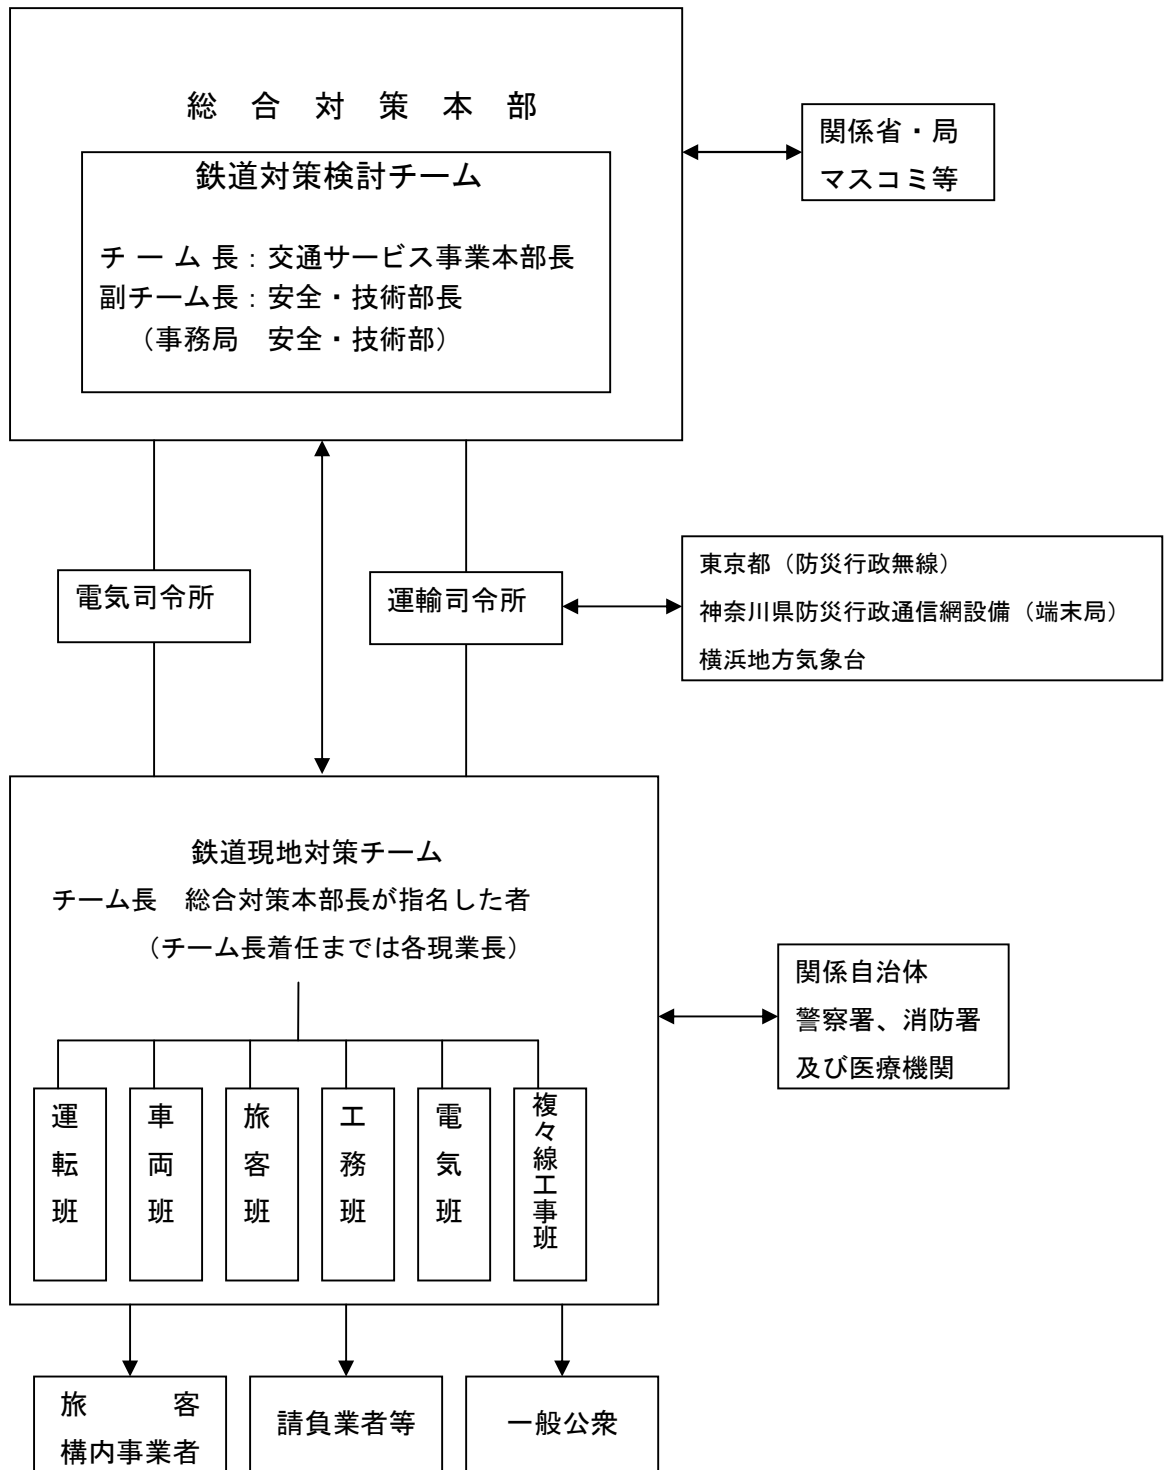 総　合　対　策　本　部
鉄道対策検討チーム
チ ー ム 長：交通サービス事業本部長
副チーム長：安全・技術部長
（事務局　安全・技術部）
関係省・局
マスコミ等
電気司令所
運輸司令所
東京都（防災行政無線）
神奈川県防災行政通信網設備（端末局）
横浜地方気象台
鉄道現地対策チーム
チーム長　総合対策本部長が指名した者
（チーム長着任までは各現業長）
関係自治体
警察署、消防署
及び医療機関
運転班
車両班
旅客班
工務班
電気班
複々線工事班
旅　　　客
構内事業者
請負業者等
一般公衆